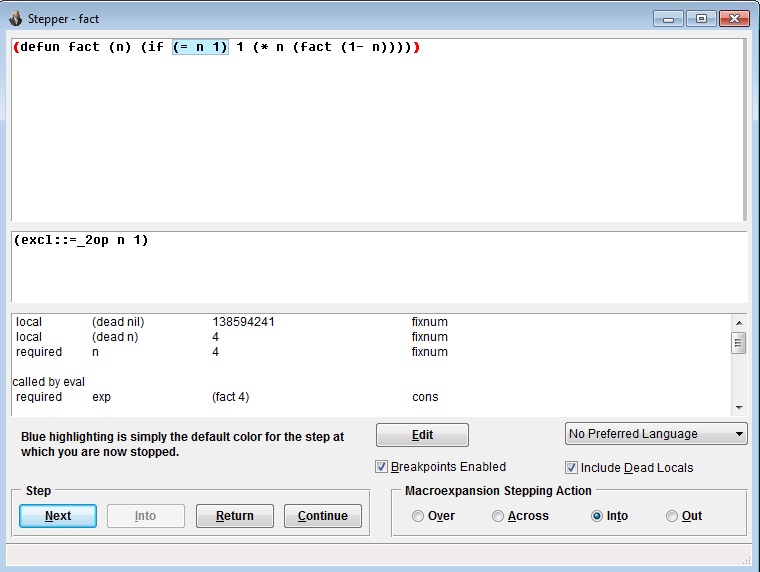 Stepper - fact
(defun fact (n) (if (= n 1) 1 (* n (fact (1- n)))))
(excl::=_2op n 1)
local (dead nil) 138594241 fixnum
local (dead n) 4 fixnum
required n 4 fixnum
called by eval
required exp (fact 4) cons
Blue highlighting is simply the default color for the step at
which you are now stopped.
Edit
No Preferred Language
Breakpoints Enabled
Include Dead Locals
Step
Next Into Return Continue
Macroexpansion Stepping Action
Over Across Into Out